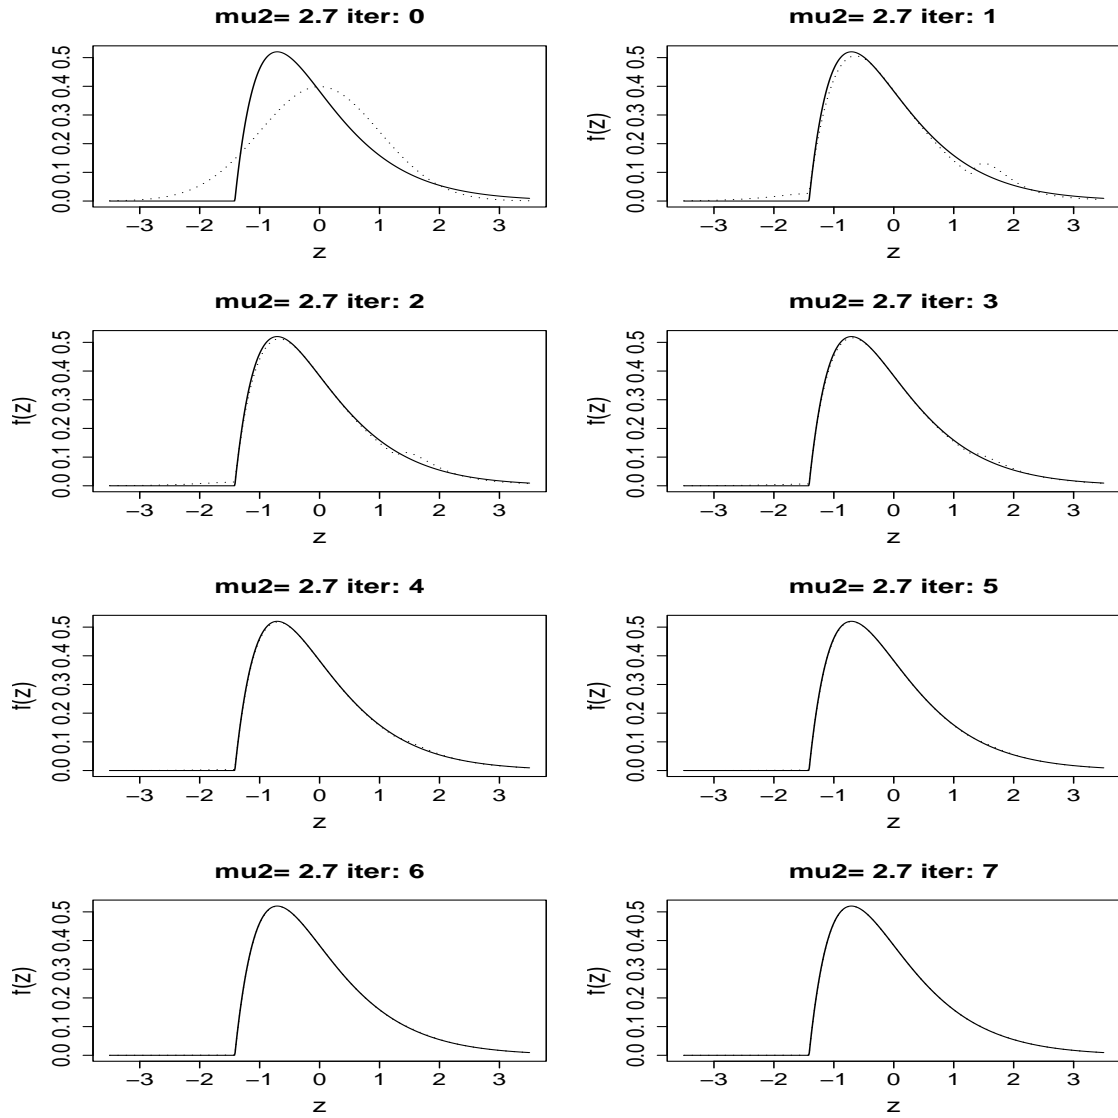 mu2= 2.7 iter: 0
f(z)
0.0 0.1 0.2 0.3 0.4 0.5
−3 −2 −1 0 1 2 3
z
mu2= 2.7 iter: 1
f(z)
0.0 0.1 0.2 0.3 0.4 0.5
−3 −2 −1 0 1 2 3
z
mu2= 2.7 iter: 2
f(z)
0.0 0.1 0.2 0.3 0.4 0.5
−3 −2 −1 0 1 2 3
z
mu2= 2.7 iter: 3
f(z)
0.0 0.1 0.2 0.3 0.4 0.5
−3 −2 −1 0 1 2 3
z
mu2= 2.7 iter: 4
f(z)
0.0 0.1 0.2 0.3 0.4 0.5
−3 −2 −1 0 1 2 3
z
mu2= 2.7 iter: 5
f(z)
0.0 0.1 0.2 0.3 0.4 0.5
−3 −2 −1 0 1 2 3
z
mu2= 2.7 iter: 6
f(z)
0.0 0.1 0.2 0.3 0.4 0.5
−3 −2 −1 0 1 2 3
z
mu2= 2.7 iter: 7
f(z)
0.0 0.1 0.2 0.3 0.4 0.5
−3 −2 −1 0 1 2 3
z